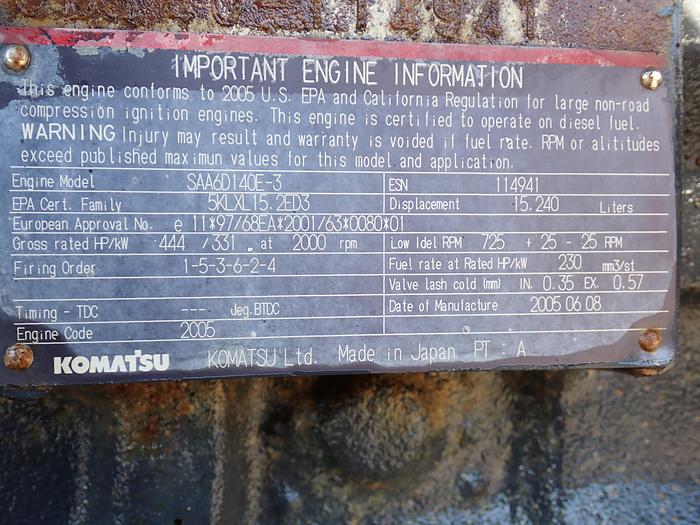 IMPORTANT ENGINE INFORMATION
This engine conforms to 2005 U.S. EPA and California Regulation for large non-road
compression ignition engines. This engine is certified to operate on diesel fuel.
WARNING Injury may result and warranty is voided if fuel rate. RPM or alititudes
exceed published maximun values for this model and application.
Engine Model SAA6D140E-3 ESN 114941
EPA Cert. Family 5KLXL15.2ED3 Displacement 15.240 Liters
European Approval No. e 11*97/68EA*2001/63*0080*01
Gross rated HP/kW 444 /331 at 2000 rpm Low Idel RPM 725 + 25 - 25 RPM
Firing Order 1-5-3-6-2-4 Fuel rate at Rated HP/kW 230 mm3/st
Valve lash cold (mm) IN. 0.35 EX. 0.57
Timing - TDC --- deg.BTDC Date of Manufacture 2005 06 08
Engine Code 2005
KOMATSU KOMATSU Ltd. Made in Japan PT : A